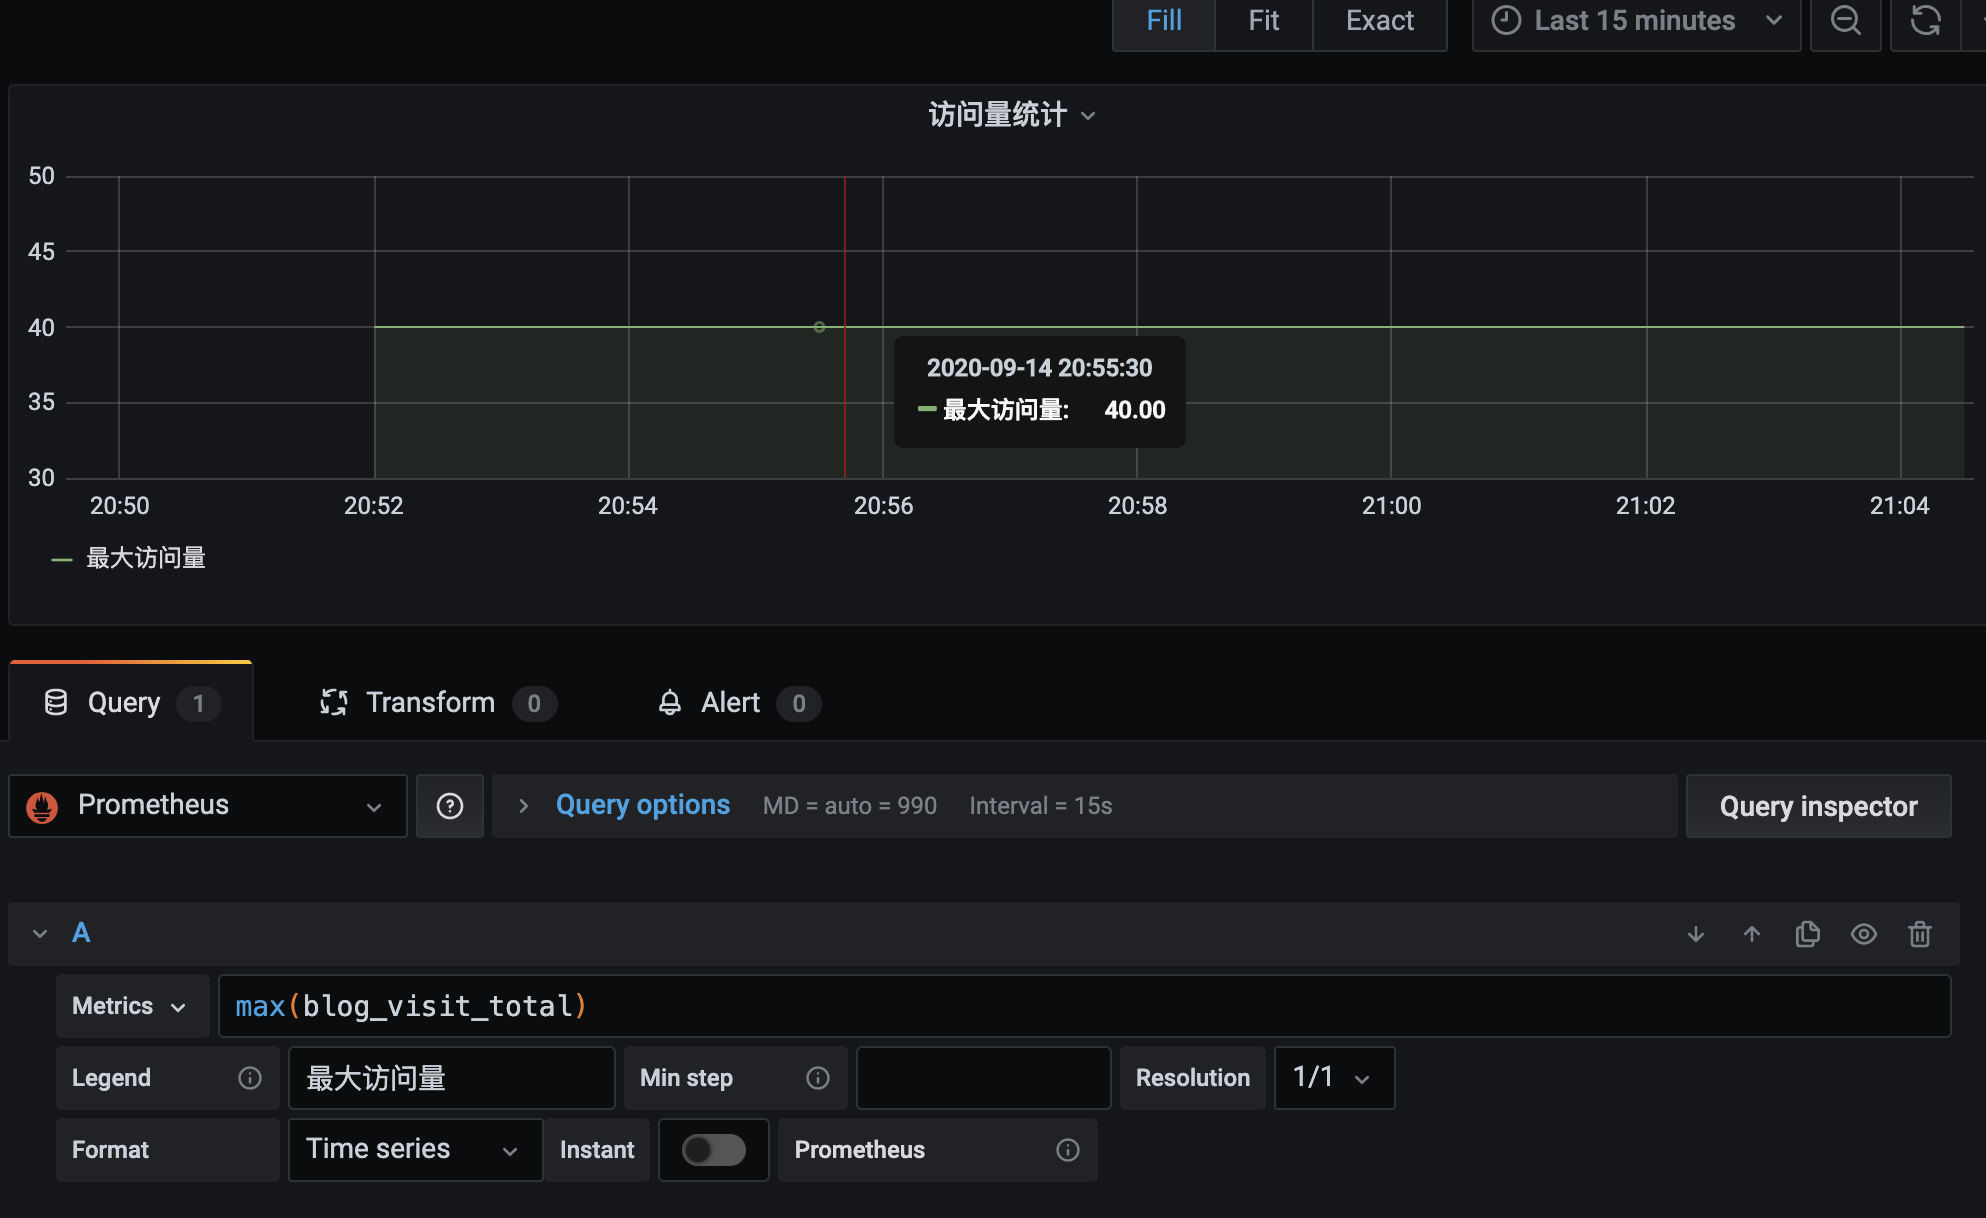 Fill Fit Exact Last 15 minutes
访问量统计
50
45
40
35
30
20:50 20:52 20:54 20:56 20:58 21:00 21:02 21:04
2020-09-14 20:55:30
最大访问量: 40.00
最大访问量
Query 1 Transform 0 Alert 0
Prometheus Query options MD = auto = 990 Interval = 15s Query inspector
A
Metrics max(blog_visit_total)
Legend 最大访问量 Min step Resolution 1/1
Format Time series Instant Prometheus